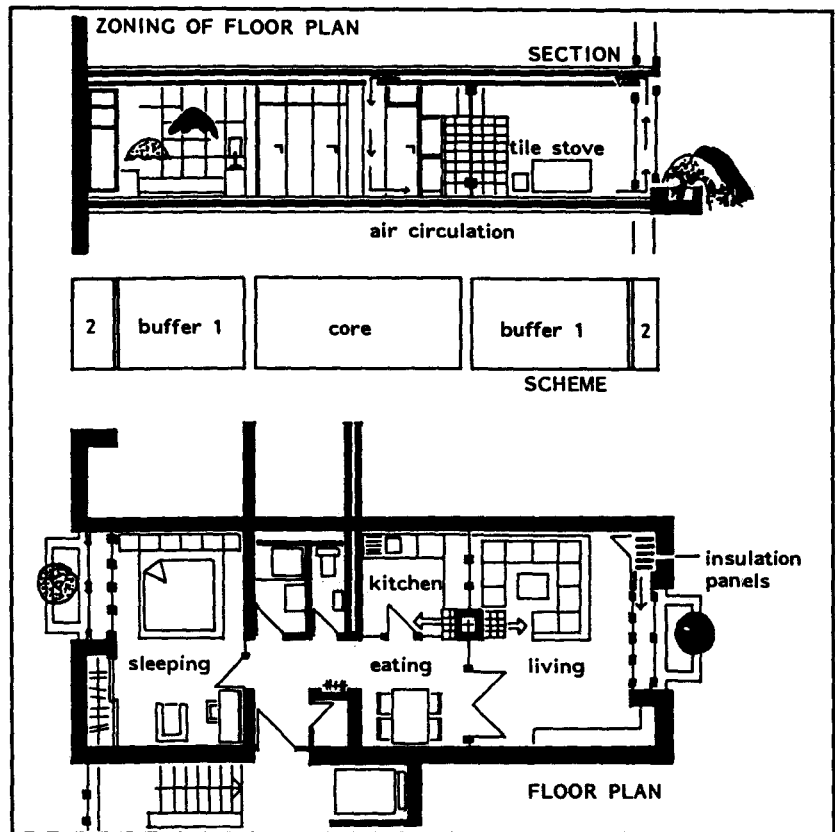 ZONING OF FLOOR PLAN
SECTION
tile stove
air circulation
2
buffer 1
core
buffer 1
2
SCHEME
insulation
panels
kitchen
sleeping
eating
living
FLOOR PLAN